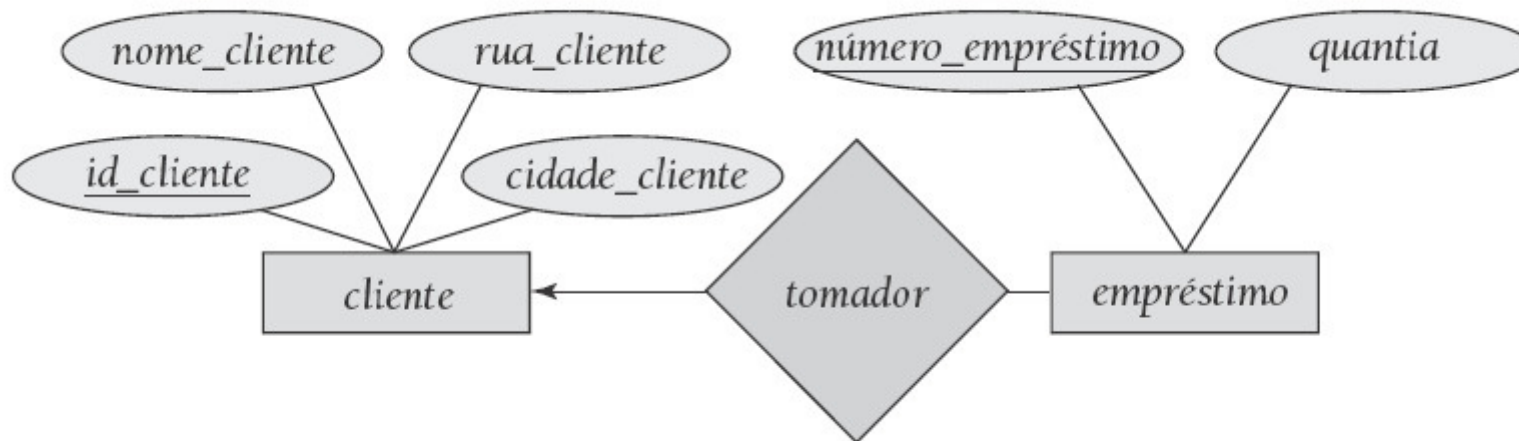 nome_cliente
rua_cliente
número_empréstimo
quantia
id_cliente
cidade_cliente
cliente
tomador
empréstimo